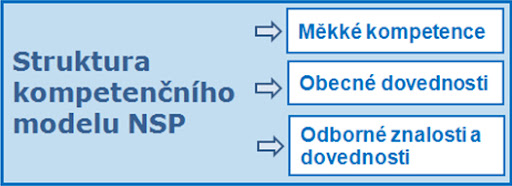 Struktura
kompetenčního
modelu NSP
Měkké kompetence
Obecné dovednosti
Odborné znalosti a
dovednosti